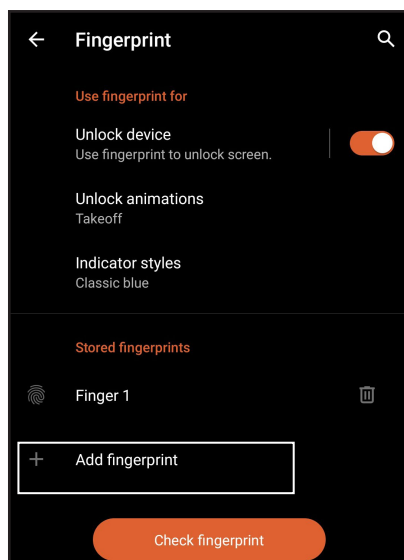 Fingerprint
Use fingerprint for
Unlock device
Use fingerprint to unlock screen.
Unlock animations
Takeoff
Indicator styles
Classic blue
Stored fingerprints
Finger 1
Add fingerprint
Check fingerprint